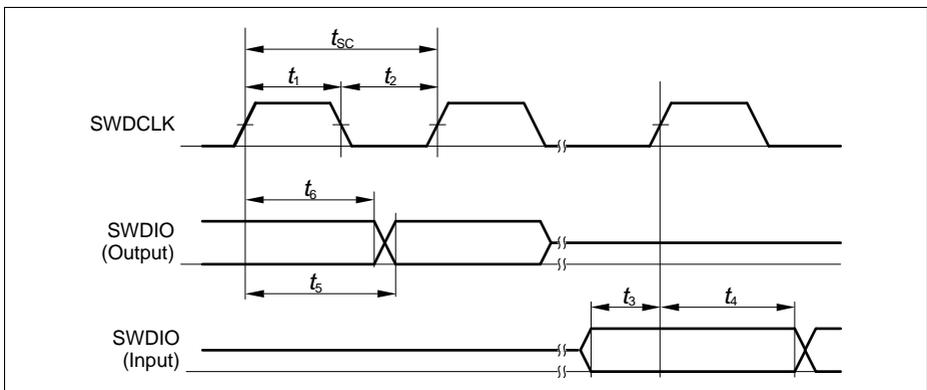 tSC
t1 t2
SWDCLK
t6
SWDIO
(Output)
t5
t3 t4
SWDIO
(Input)